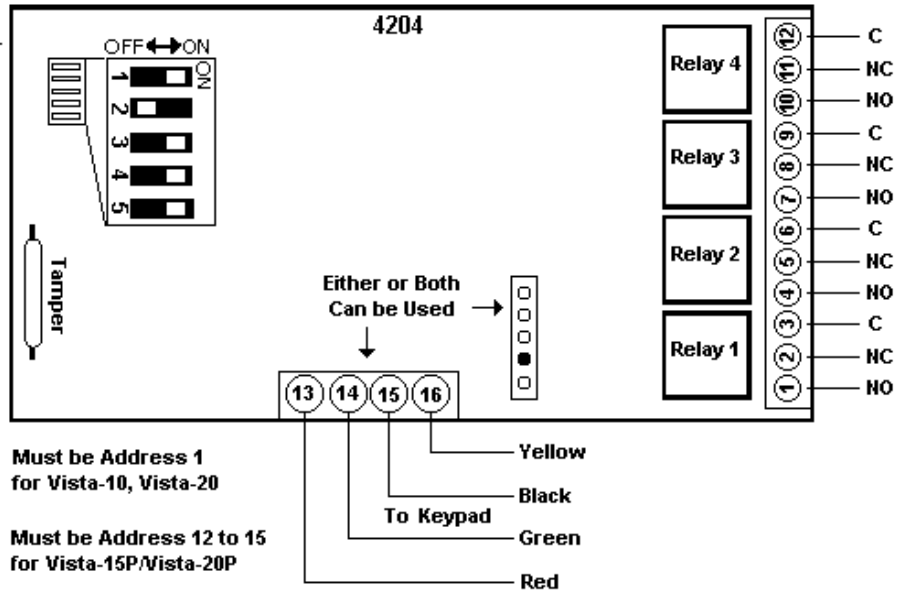 4204
OFF ON
ON
1
2
3
4
5
Tamper
Either or Both
Can be Used
Relay 4
Relay 3
Relay 2
Relay 1
12 C
11 NC
10 NO
9 C
8 NC
7 NO
6 C
5 NC
4 NO
3 C
2 NC
1 NO
13 14 15 16
Yellow
Black
To Keypad
Green
Red
Must be Address 1
for Vista-10, Vista-20
Must be Address 12 to 15
for Vista-15P/Vista-20P